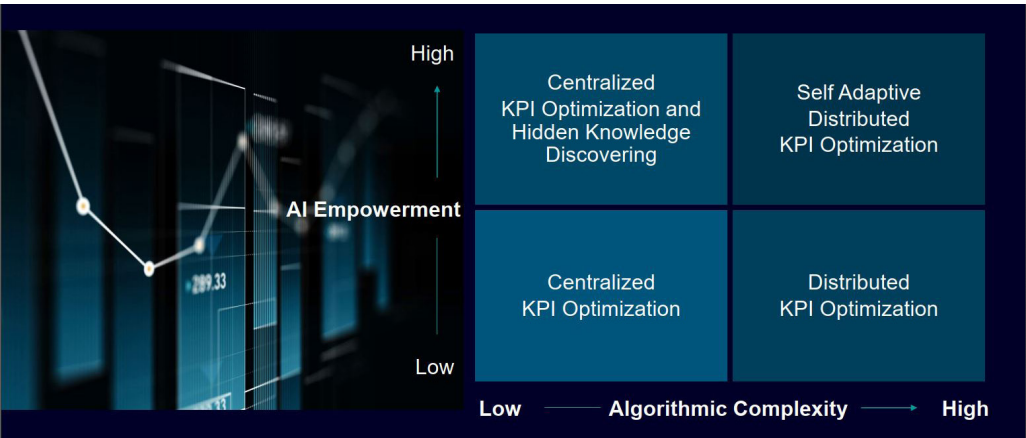 High
AI Empowerment
Low
289.33
Centralized
KPI Optimization and
Hidden Knowledge
Discovering
Self Adaptive
Distributed
KPI Optimization
Centralized
KPI Optimization
Distributed
KPI Optimization
Low
Algorithmic Complexity
High